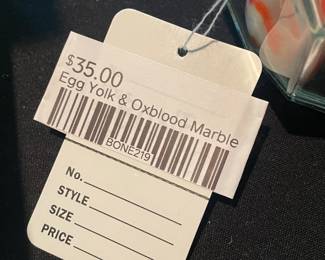 $35.00
Egg Yolk & Oxblood Marble
BONE219
No.
STYLE
SIZE
PRICE